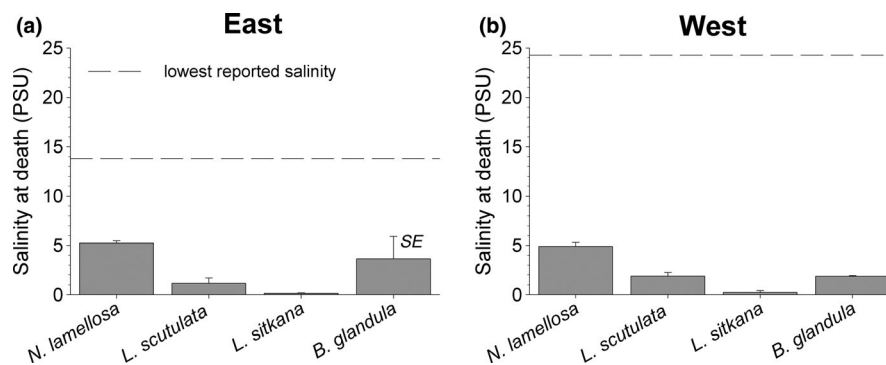 (a)
East
Salinity at death (PSU)
25
20
15
10
5
0
lowest reported salinity
SE
N. lamellosa
L. scutulata
L. sitkana
B. glandula
(b)
West
Salinity at death (PSU)
25
20
15
10
5
0
N. lamellosa
L. scutulata
L. sitkana
B. glandula